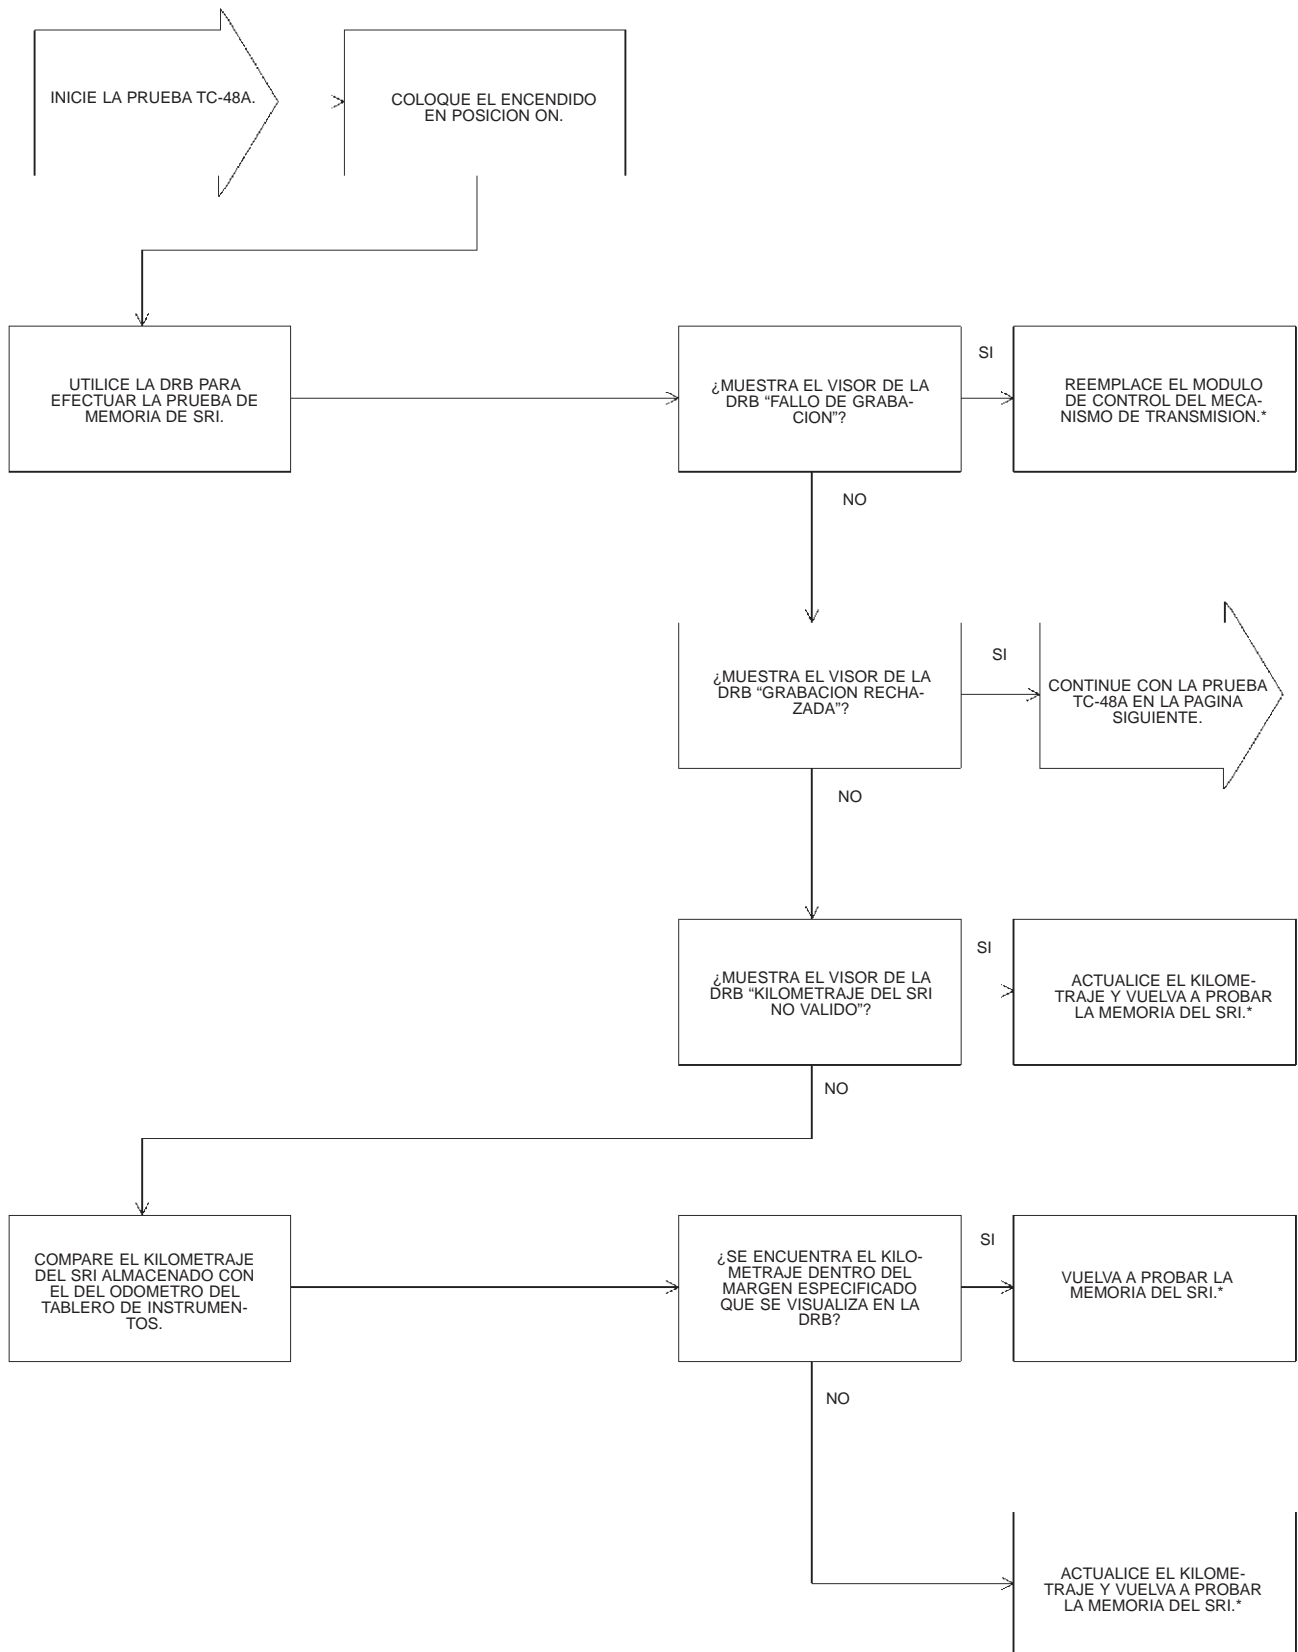 INICIE LA PRUEBA TC-48A.
COLOQUE EL ENCENDIDO
EN POSICION ON.
UTILICE LA DRB PARA
EFECTUAR LA PRUEBA DE
MEMORIA DE SRI.
¿MUESTRA EL VISOR DE LA
DRB “FALLO DE GRABA-
CION”?
SI
REEMPLACE EL MODULO
DE CONTROL DEL MECA-
NISMO DE TRANSMISION.*
NO
¿MUESTRA EL VISOR DE LA
DRB “GRABACION RECHA-
ZADA”?
SI
CONTINUE CON LA PRUEBA
TC-48A EN LA PAGINA
SIGUIENTE.
NO
¿MUESTRA EL VISOR DE LA
DRB “KILOMETRAJE DEL SRI
NO VALIDO”?
SI
ACTUALICE EL KILOME-
TRAJE Y VUELVA A PROBAR
LA MEMORIA DEL SRI.*
NO
COMPARE EL KILOMETRAJE
DEL SRI ALMACENADO CON
EL DEL ODOMETRO DEL
TABLERO DE INSTRUMEN-
TOS.
¿SE ENCUENTRA EL KILO-
METRAJE DENTRO DEL
MARGEN ESPECIFICADO
QUE SE VISUALIZA EN LA
DRB?
SI
VUELVA A PROBAR LA
MEMORIA DEL SRI.*
NO
ACTUALICE EL KILOME-
TRAJE Y VUELVA A PROBAR
LA MEMORIA DEL SRI.*